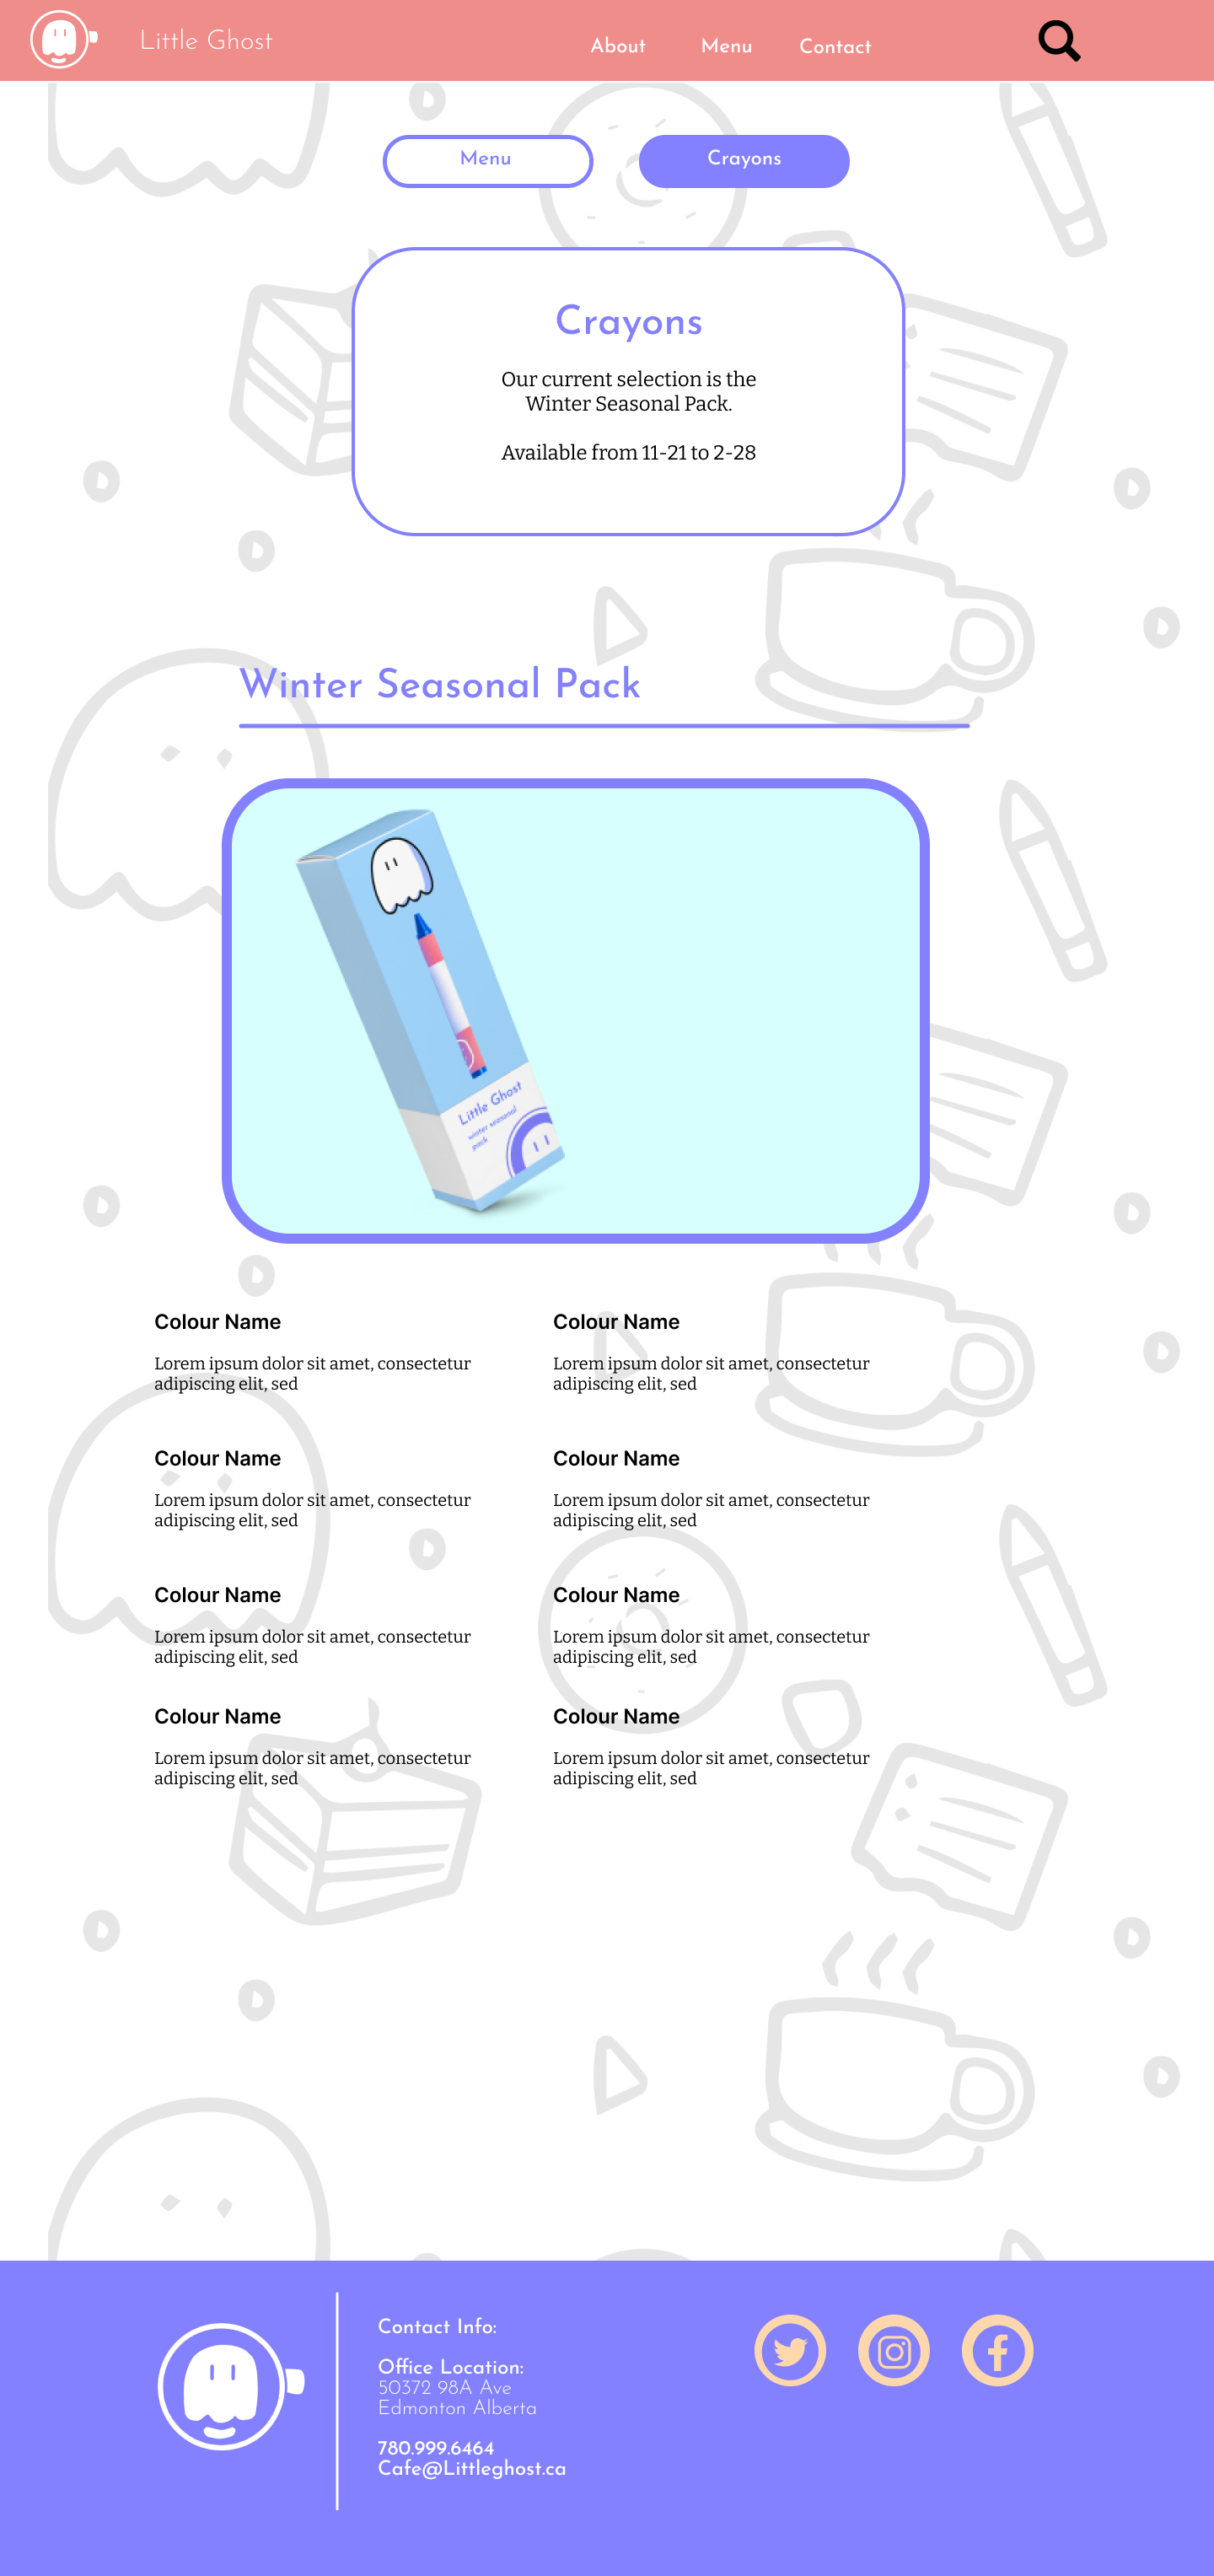 Little Ghost
About Menu Contact
Menu Crayons
Crayons
Our current selection is the
Winter Seasonal Pack.
Available from 11-21 to 2-28
Winter Seasonal Pack
Little Ghost
winter seasonal
pack
Colour Name
Lorem ipsum dolor sit amet, consectetur
adipiscing elit, sed
Colour Name
Lorem ipsum dolor sit amet, consectetur
adipiscing elit, sed
Colour Name
Lorem ipsum dolor sit amet, consectetur
adipiscing elit, sed
Colour Name
Lorem ipsum dolor sit amet, consectetur
adipiscing elit, sed
Colour Name
Lorem ipsum dolor sit amet, consectetur
adipiscing elit, sed
Colour Name
Lorem ipsum dolor sit amet, consectetur
adipiscing elit, sed
Colour Name
Lorem ipsum dolor sit amet, consectetur
adipiscing elit, sed
Colour Name
Lorem ipsum dolor sit amet, consectetur
adipiscing elit, sed
Contact Info:
Office Location:
50372 98A Ave
Edmonton Alberta
780.999.6464
Cafe@Littleghost.ca